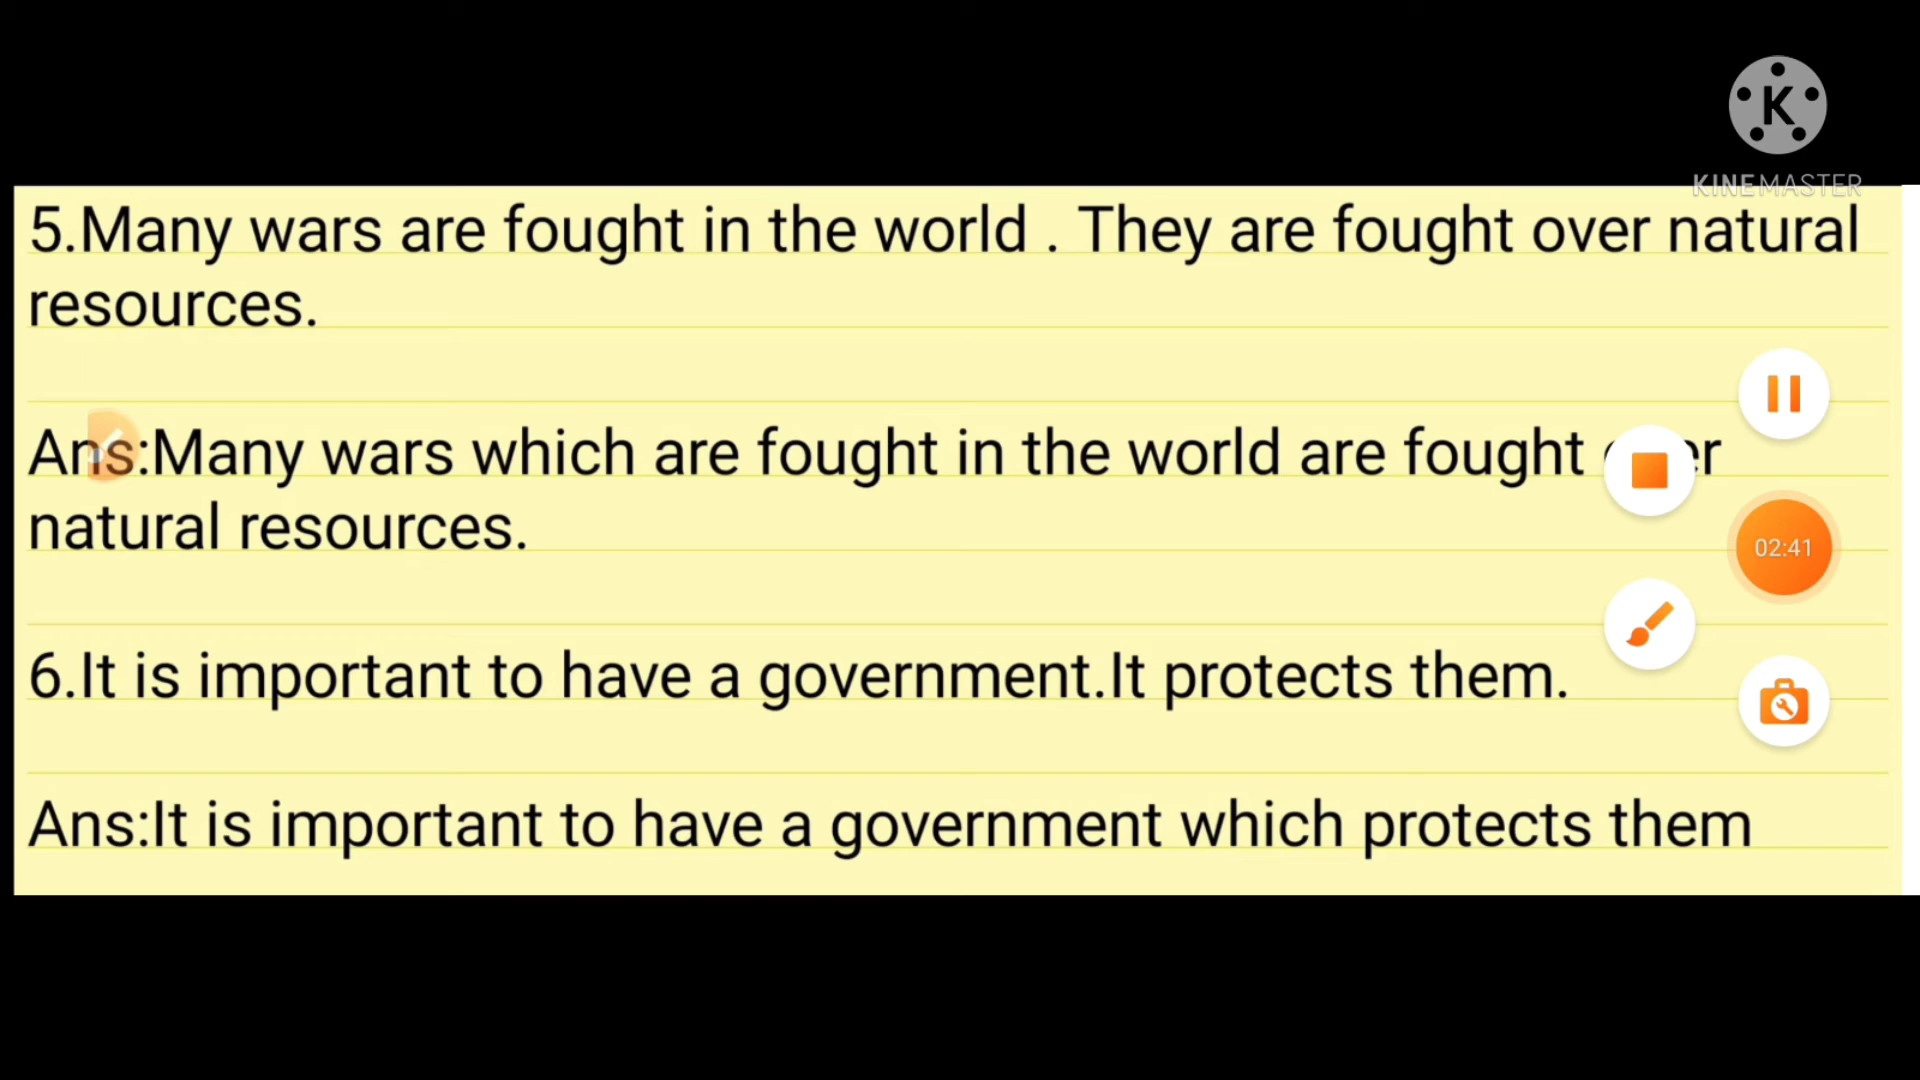 KINEMASTER
5.Many wars are fought in the world . They are fought over natural
resources.
Ans:Many wars which are fought in the world are fought
natural resources.
02:41
6.It is important to have a government.It protects them.
Ans:It is important to have a government which protects them